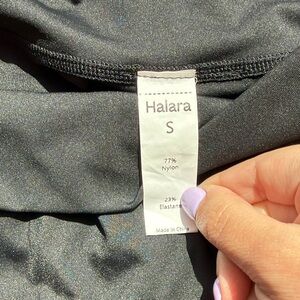 Halara
S
77%
Nylon
23%
Elastane
Made in China